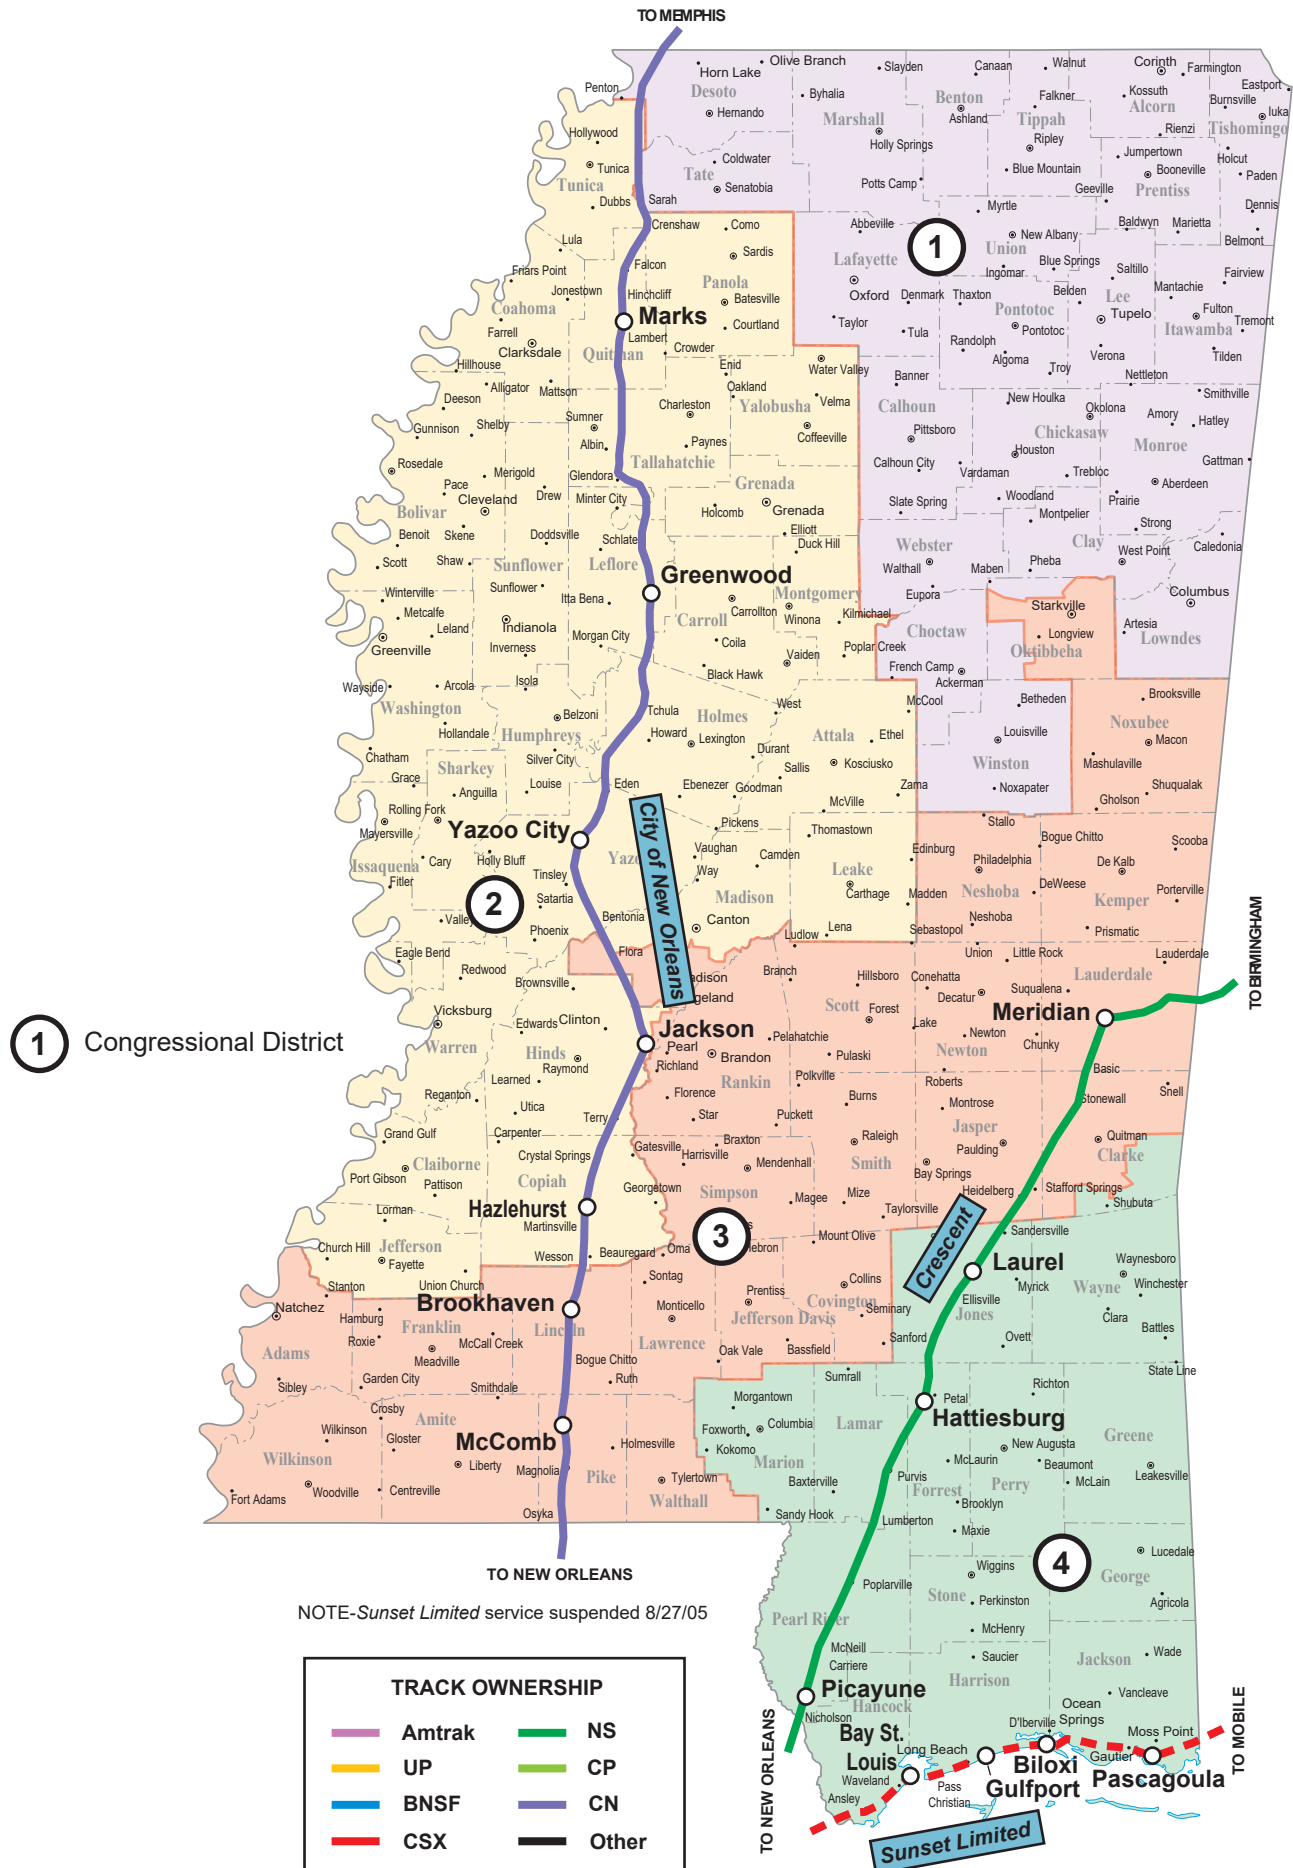 TO MEMPHIS
Horn Lake
Olive Branch
Slayden
Canaan
Walnut
Corinth
Farmington
Eastport
Penton
Desoto
Byhalia
Benton
Falkner
Kossuth
Alcorn
Burnsville
Iuka
Hernando
Marshall
Ashland
Tippah
Rienzi
Tishomingo
Hollywood
Holly Springs
Ripley
Jumpertown
Holcut
Tunica
Coldwater
Tate
Blue Mountain
Booneville
Paden
Tunica
Senatobia
Potts Camp
Geeville
Prentiss
Dubbs
Sarah
Myrtle
Dennis
Crenshaw
Como
Abbeville
1
New Albany
Baldwyn
Marietta
Belmont
Lula
Sardis
Lafayette
Union
Blue Springs
Saltillo
Fairview
Friars Point
Falcon
Panola
Ingomar
Jonestown
Hinchcliff
Batesville
Oxford
Denmark
Thaxton
Belden
Lee
Mantachie
Coahoma
Marks
Pontotoc
Tupelo
Fulton
Farrell
Courtland
Taylor
Tula
Pontotoc
Itawamba
Tremont
Clarksdale
Lambert
Quitman
Crowder
Randolph
Algoma
Verona
Tilden
Hillhouse
Enid
Water Valley
Troy
Nettleton
Alligator
Mattson
Oakland
Banner
Smithville
Deeson
Charleston
Yalobusha
Velma
Calhoun
New Houlka
Okolona
Amory
Hatley
Gunnison
Shelby
Sumner
Coffeeville
Pittsboro
Chickasaw
Monroe
Albin
Paynes
Houston
Rosedale
Merigold
Glendora
Tallahatchie
Calhoun City
Vardaman
Trebloc
Gattman
Pace
Drew
Minter City
Grenada
Aberdeen
Cleveland
Holcomb
Grenada
Slate Spring
Woodland
Prairie
Bolivar
Montpelier
Strong
Benoit
Skene
Doddsville
Schlater
Elliott
Duck Hill
Webster
Clay
Caledonia
Scott
Shaw
Sunflower
Leflore
Greenwood
Walthall
Maben
Pheba
West Point
Winterville
Sunflower
Itta Bena
Carrollton
Montgomery
Eupora
Starkville
Columbus
Metcalfe
Winona
Kilmichael
Leland
Indianola
Carroll
Choctaw
Longview
Artesia
Greenville
Inverness
Morgan City
Coila
Vaiden
Poplar Creek
Oktibbeha
Lowndes
Black Hawk
French Camp
Ackerman
Wayside
Arcola
Isola
McCool
Betheden
Brooksville
Washington
Belzoni
Tchula
Holmes
West
Noxubee
Hollandale
Humphreys
Howard
Lexington
Attala
Ethel
Louisville
Macon
Chatham
Silver City
Durant
Kosciusko
Winston
Mashulaville
Grace
Sharkey
Sallis
Anguilla
Louise
Eden
Ebenezer
Goodman
Zama
Noxapater
Shuqualak
Rolling Fork
McVille
Gholson
Mayersville
Yazoo City
City of New Orleans
Pickens
Thomastown
Stallo
Bogue Chitto
Scooba
Issaquena
Cary
Holly Bluff
Vaughan
Camden
Edinburg
Philadelphia
De Kalb
Fitler
Tinsley
Way
Leake
Neshoba
DeWeese
Porterville
2
Satartia
Madison
Carthage
Madden
Kemper
Valley
Bentonia
Canton
Lena
Neshoba
Prismatic
Phoenix
Ludlow
Sebastopol
Eagle Bend
Flora
Union
Little Rock
Lauderdale
Redwood
Branch
Hillsboro
Conehatta
Lauderdale
TO BIRMINGHAM
Brownsville
Scott
Decatur
Suqualena
Vicksburg
Forest
Meridian
Edwards
Clinton
Jackson
Lake
Newton
Chunky
1
Congressional District
Warren
Hinds
Pearl
Brandon
Pelahatchie
Pulaski
Newton
Raymond
Richland
Basic
Learned
Rankin
Polkville
Roberts
Snell
Reganton
Florence
Burns
Montrose
Stonewall
Utica
Terry
Star
Puckett
Jasper
Grand Gulf
Carpenter
Gatesville
Braxton
Raleigh
Paulding
Quitman
Claiborne
Crystal Springs
Harrisville
Mendenhall
Smith
Bay Springs
Clarke
Port Gibson
Pattison
Copiah
Georgetown
Simpson
Magee
Mize
Heidelberg
Stafford Springs
Lorman
Hazlehurst
Martinsville
Taylorsville
Shubuta
3
Church Hill
Jefferson
Wesson
Beauregard
Oma
Mount Olive
Crescent
Sandersville
Fayette
Laurel
Waynesboro
Stanton
Union Church
Sontag
Collins
Myrick
Wayne
Winchester
Natchez
Hamburg
Brookhaven
Prentiss
Covington
Ellisville
Franklin
Lincoln
Monticello
Jefferson Davis
Seminary
Jones
Clara
Roxie
McCall Creek
Lawrence
Sanford
Ovett
Battles
Adams
Meadville
Bogue Chitto
Oak Vale
Bassfield
Sibley
Garden City
Ruth
Sumrall
State Line
Smithdale
Morgantown
Petal
Richton
Crosby
Amite
Foxworth
Columbia
Lamar
Hattiesburg
Wilkinson
Gloster
McComb
Holmesville
Kokomo
New Augusta
Greene
Wilkinson
Liberty
Magnolia
Marion
McLaurin
Beaumont
Leakesville
Fort Adams
Woodville
Centreville
Pike
Tylertown
Baxterville
Purvis
Forrest
Perry
McLain
Walthall
Brooklyn
Osyka
Sandy Hook
Lumberton
Maxie
TO NEW ORLEANS
4
Lucedale
Wiggins
George
Poplarville
Stone
Perkinston
Agricola
NOTE-Sunset Limited service suspended 8/27/05
Pearl River
McHenry
McNeill
Saucier
Jackson
Wade
Carriere
Harrison
Picayune
Hancock
Vancleave
Nicholson
Ocean
Springs
D'Iberville
Moss Point
TO NEW ORLEANS
Bay St.
Louis
Long Beach
Gautier
TO MOBILE
Waveland
Biloxi
Gulfport
Pascagoula
Ansley
Pass
Christian
Sunset Limited
TRACK OWNERSHIP
Amtrak
NS
UP
CP
BNSF
CN
CSX
Other